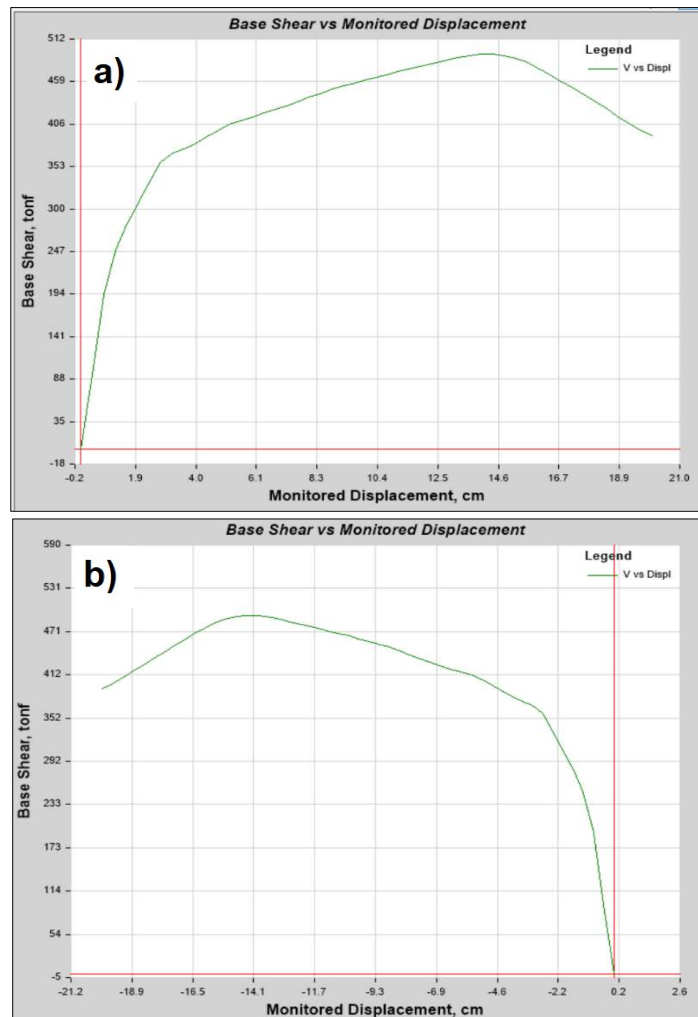 Base Shear vs Monitored Displacement
a)
Legend
V vs Displ
Base Shear, tonf
512
459
406
353
300
247
194
141
88
35
-18
-0.2 1.9 4.0 6.1 8.3 10.4 12.5 14.6 16.7 18.9 21.0
Monitored Displacement, cm
Base Shear vs Monitored Displacement
b)
Legend
V vs Displ
Base Shear, tonf
590
531
471
412
352
292
233
173
114
54
-5
-21.2 -18.9 -16.5 -14.1 -11.7 -9.3 -6.9 -4.6 -2.2 0.2 2.6
Monitored Displacement, cm